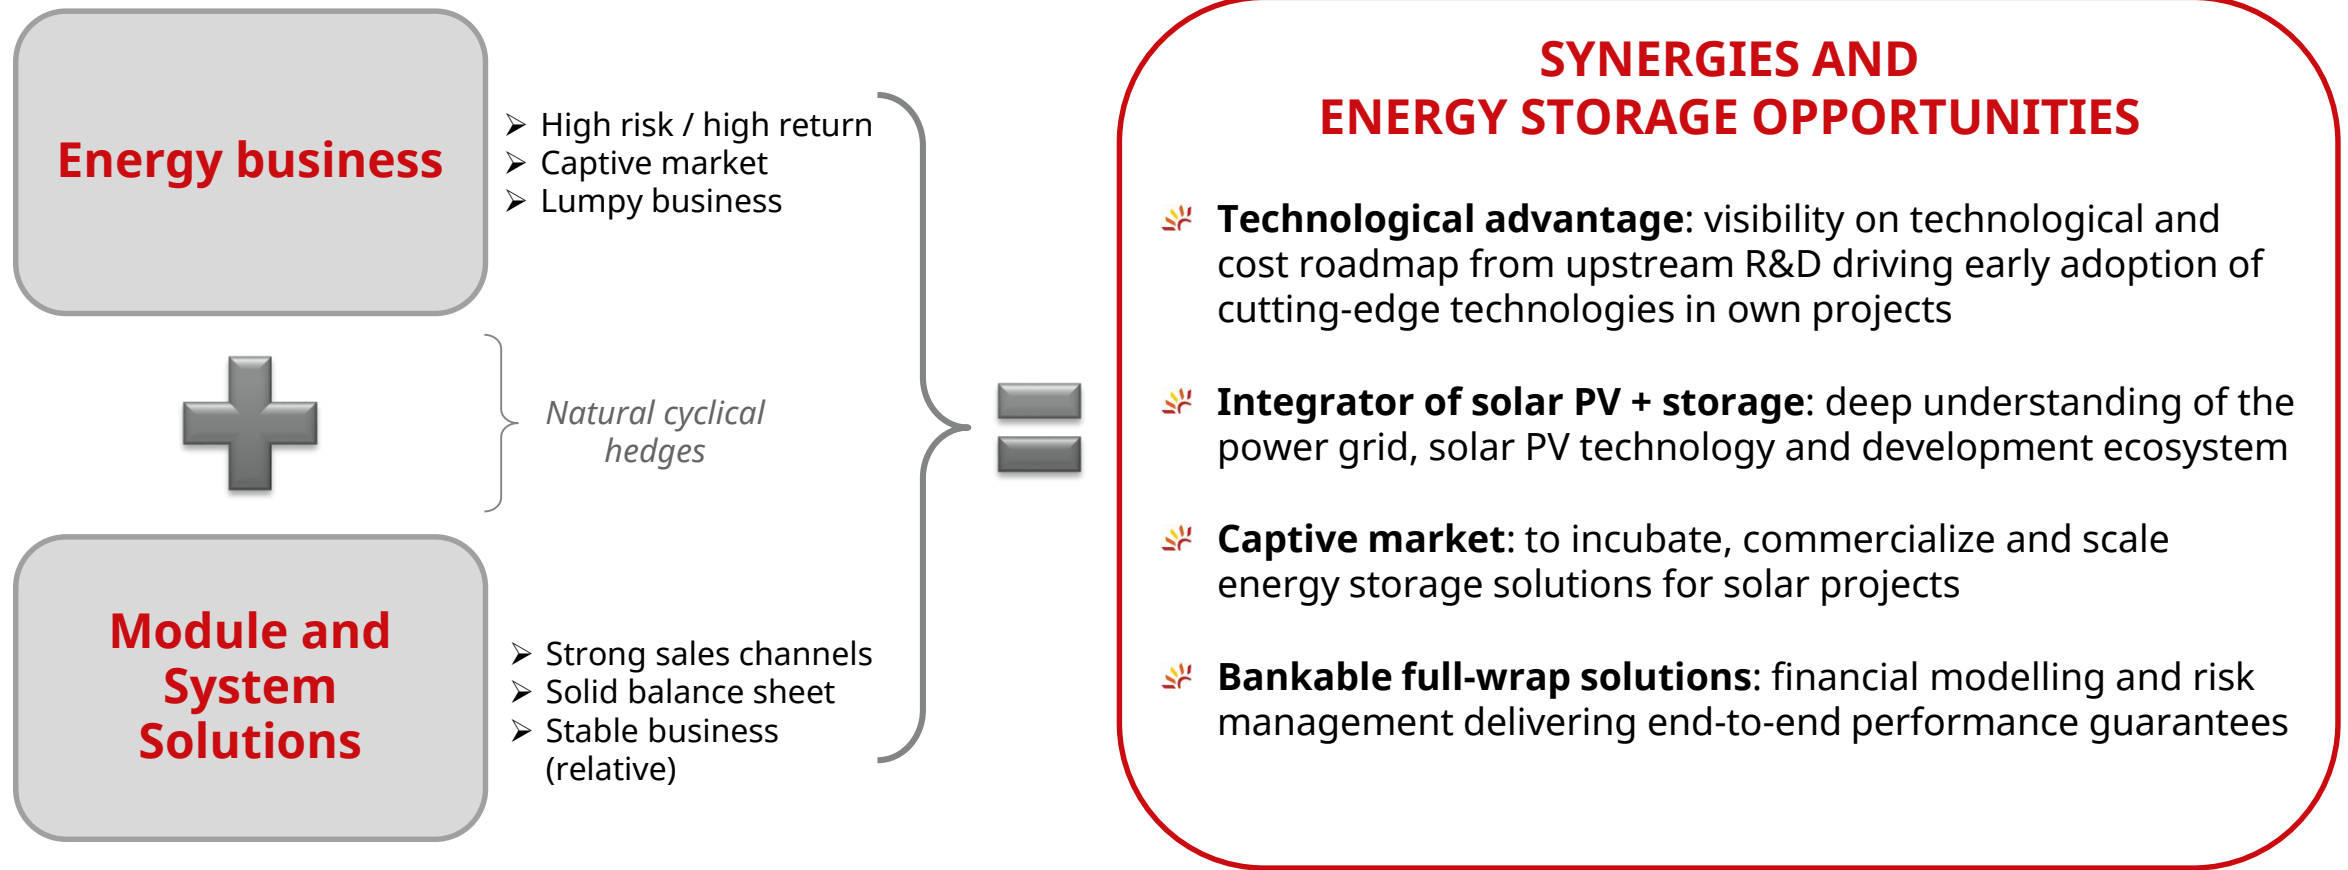 Energy business
High risk / high return
Captive market
Lumpy business
Natural cyclical
hedges
Module and
System
Solutions
Strong sales channels
Solid balance sheet
Stable business
(relative)
SYNERGIES AND
ENERGY STORAGE OPPORTUNITIES
Technological advantage: visibility on technological and
cost roadmap from upstream R&D driving early adoption of
cutting-edge technologies in own projects
Integrator of solar PV + storage: deep understanding of the
power grid, solar PV technology and development ecosystem
Captive market: to incubate, commercialize and scale
energy storage solutions for solar projects
Bankable full-wrap solutions: financial modelling and risk
management delivering end-to-end performance guarantees